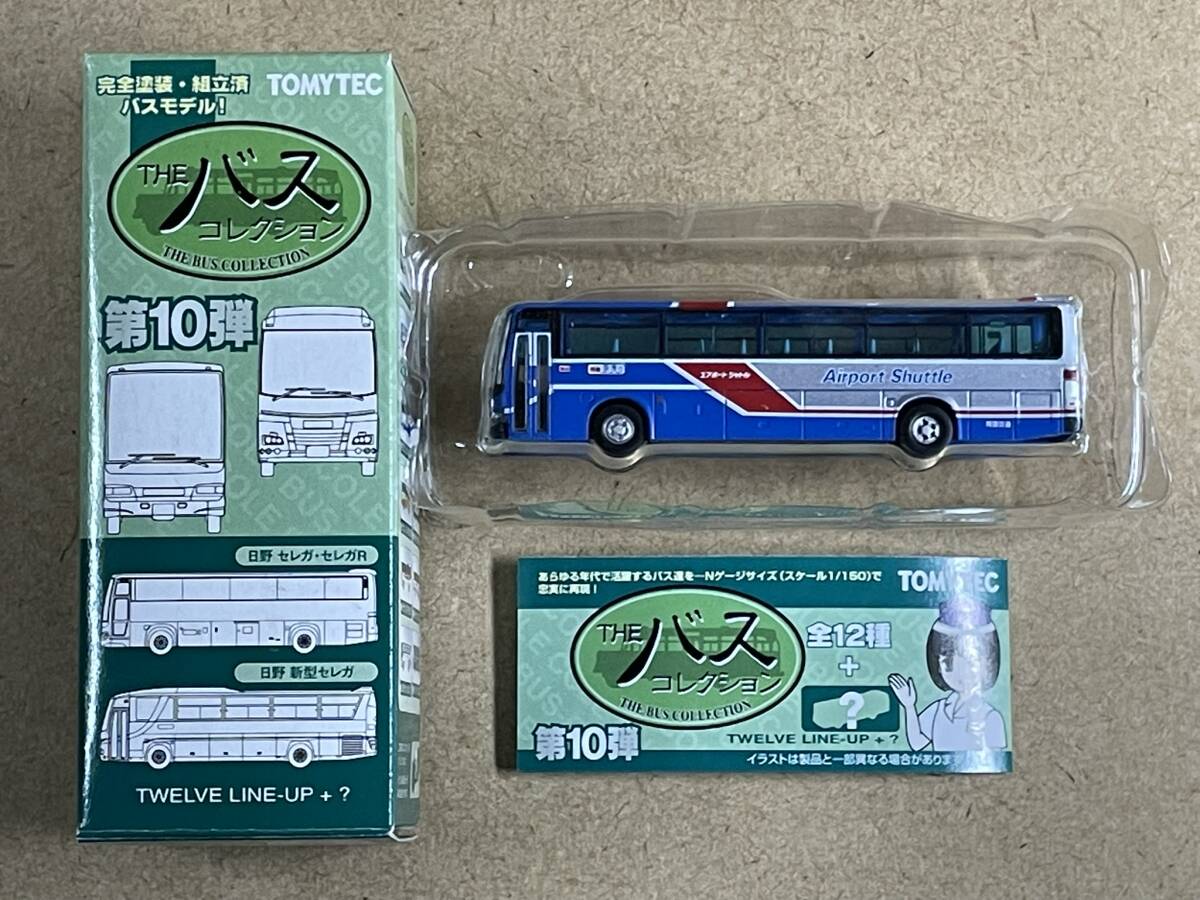 完全塗装・組立済
バスモデル!
TOMYTEC
THE バス
コレクション
THE BUS COLLECTION
第10弾
日野 セレガ・セレガR
日野 新型セレガ
TWELVE LINE-UP + ?
エアポート シャトル
Airport Shuttle
あらゆる年代で活躍するバス達を—Nゲージサイズ(スケール1/150)で
忠実に再現!
TOMYTEC
THE バス
コレクション
THE BUS COLLECTION
全12種
+
?
第10弾
TWELVE LINE-UP + ?
イラストは製品と一部異なる場合があります